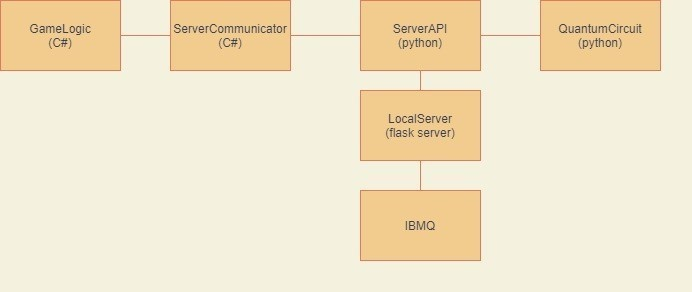 GameLogic
(C#)
ServerCommunicator
(C#)
ServerAPI
(python)
QuantumCircuit
(python)
LocalServer
(flask server)
IBMQ